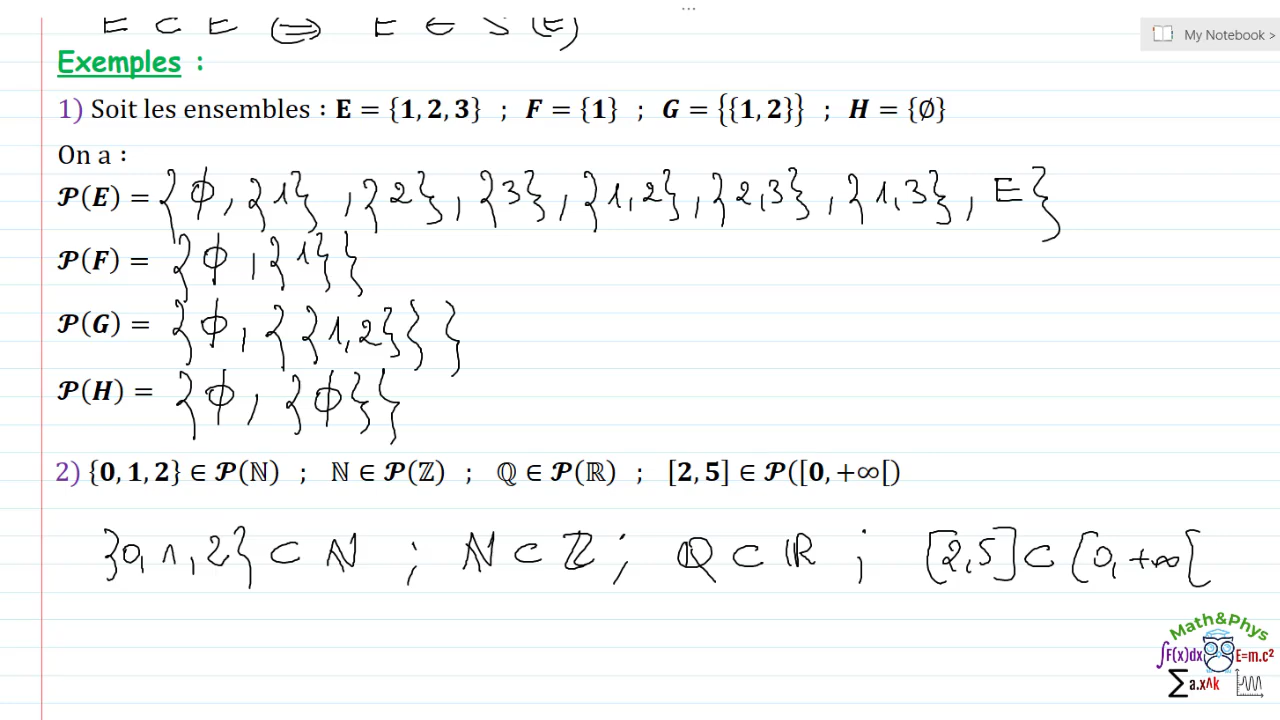 My Notebook >
Exemples :
1) Soit les ensembles : E = {1, 2, 3} ; F = {1} ; G = {{1, 2}} ; H = {∅}
On a :
𝒫(E) = {ϕ, {1}, {2}, {3}, {1, 2}, {2, 3}, {1, 3}, E}
𝒫(F) = {ϕ, {1}}
𝒫(G) = {ϕ, {{1, 2}} }
𝒫(H) = {ϕ, {ϕ}}
2) {0, 1, 2} ∈ 𝒫(ℕ) ; ℕ ∈ 𝒫(ℤ) ; ℚ ∈ 𝒫(ℝ) ; [2, 5] ∈ 𝒫([0, +∞[)
}0, 1, 2} ⊂ ℕ ; ℕ ⊂ ℤ ; ℚ ⊂ ℝ ; [2, 5] ⊂ [0, +∞[
Math&Phys
∫F(x)dx E=m.c²
∑ a.x^k